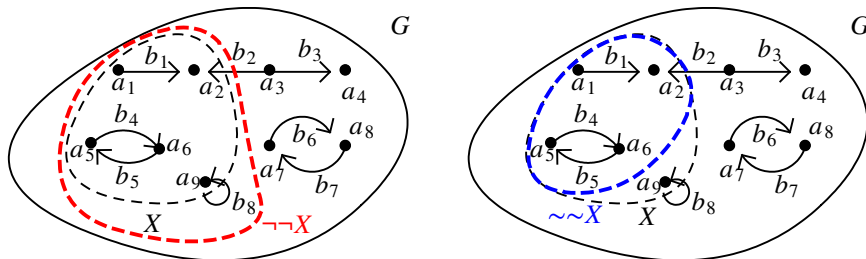 G
b₁ b₂ b₃
a₁ a₂ a₃ a₄
b₄ b₆
a₅ a₆ a₇ a₈
b₅ b₇
a₉ b₈
X ¬¬X
G
b₁ b₂ b₃
a₁ a₂ a₃ a₄
b₄ b₆
a₅ a₆ a₇ a₈
b₅ b₇
a₉ b₈
~~X X